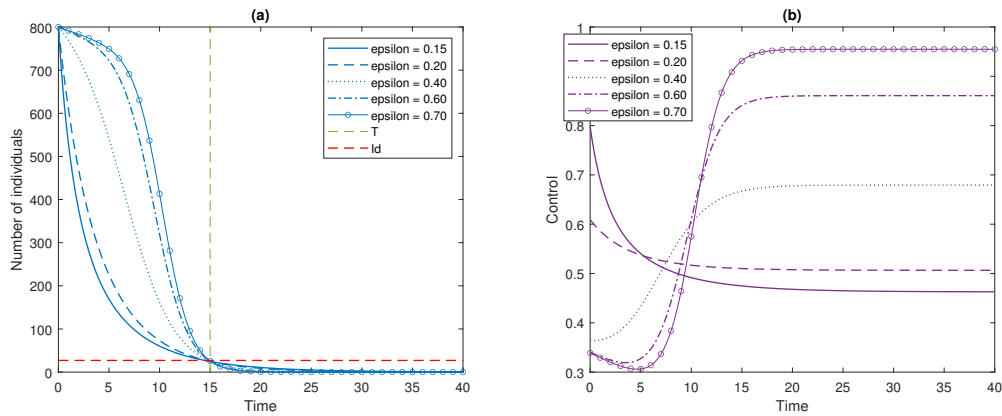 (a)
800
700
600
500
400
300
200
100
0
Number of individuals
0 5 10 15 20 25 30 35 40
Time
epsilon = 0.15
epsilon = 0.20
epsilon = 0.40
epsilon = 0.60
epsilon = 0.70
T
Id
(b)
1
0.9
0.8
0.7
0.6
0.5
0.4
0.3
Control
0 5 10 15 20 25 30 35 40
Time
epsilon = 0.15
epsilon = 0.20
epsilon = 0.40
epsilon = 0.60
epsilon = 0.70